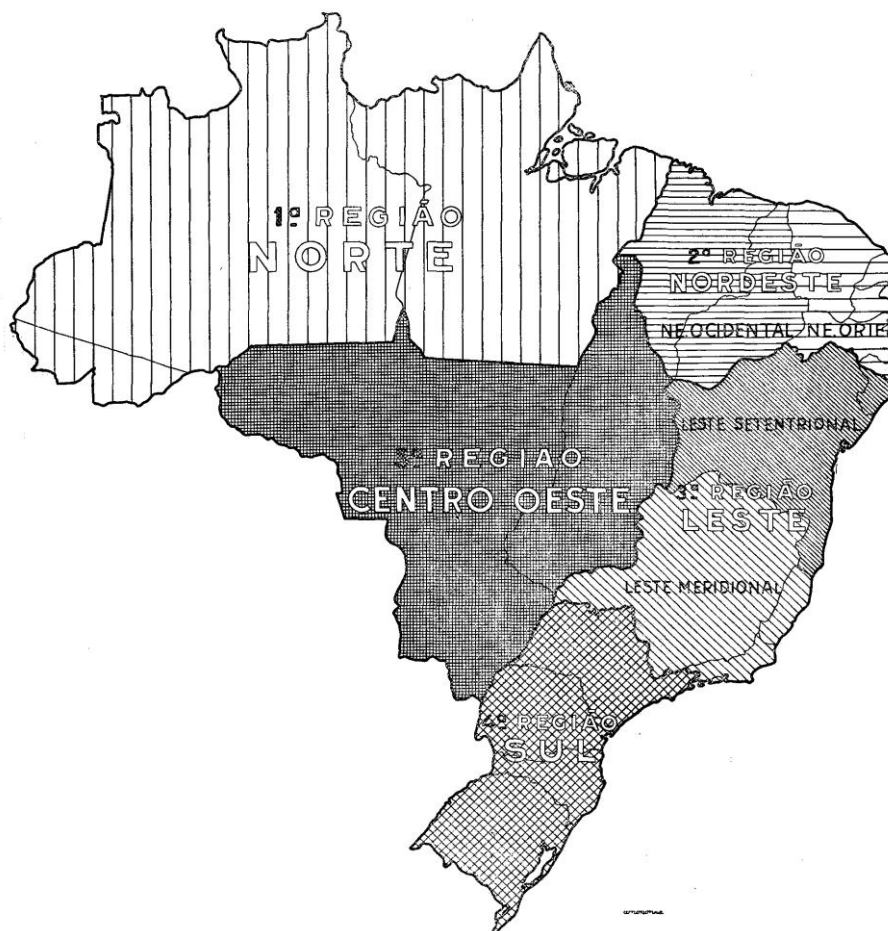 1ª REGIÃO
NORTE
2ª REGIÃO
NORDESTE
NE OCIDENTAL NE. ORIE
LESTE SETENTRIONAL
5ª REGIÃO
CENTRO OESTE
3ª REGIÃO
LESTE
LESTE MERIDIONAL
4ª REGIÃO
SUL